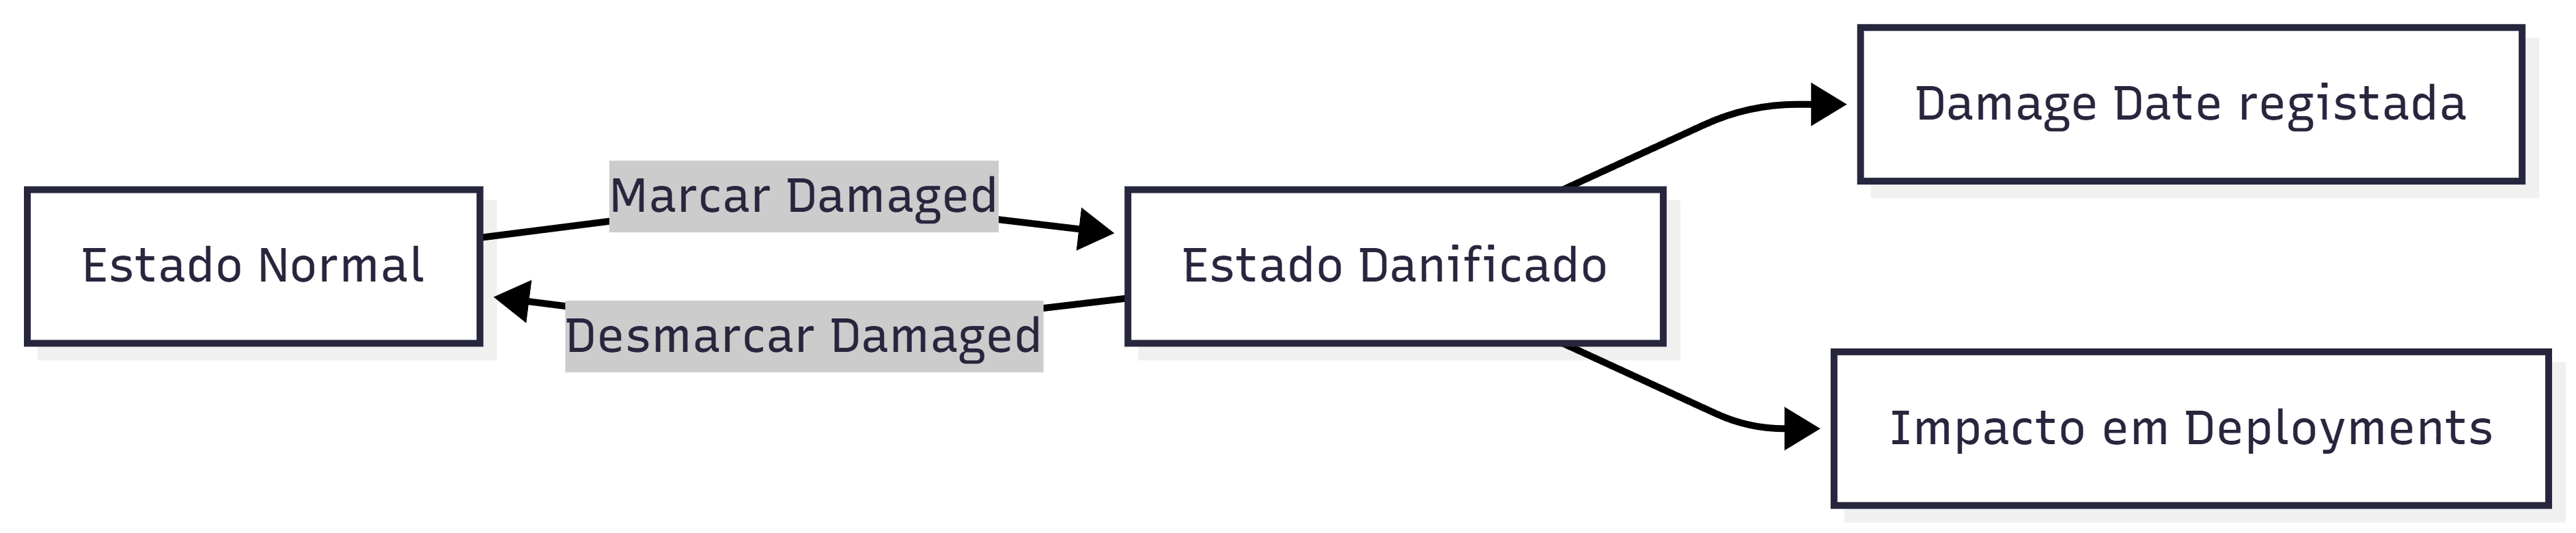 Estado Normal
Marcar Damaged
Desmarcar Damaged
Estado Danificado
Damage Date registada
Impacto em Deployments